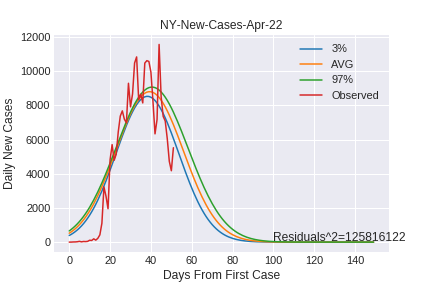 NY-New-Cases-Apr-22
12000
10000
8000
6000
4000
2000
0
Daily New Cases
3%
AVG
97%
Observed
Residuals^2=125816122
0 20 40 60 80 100 120 140
Days From First Case